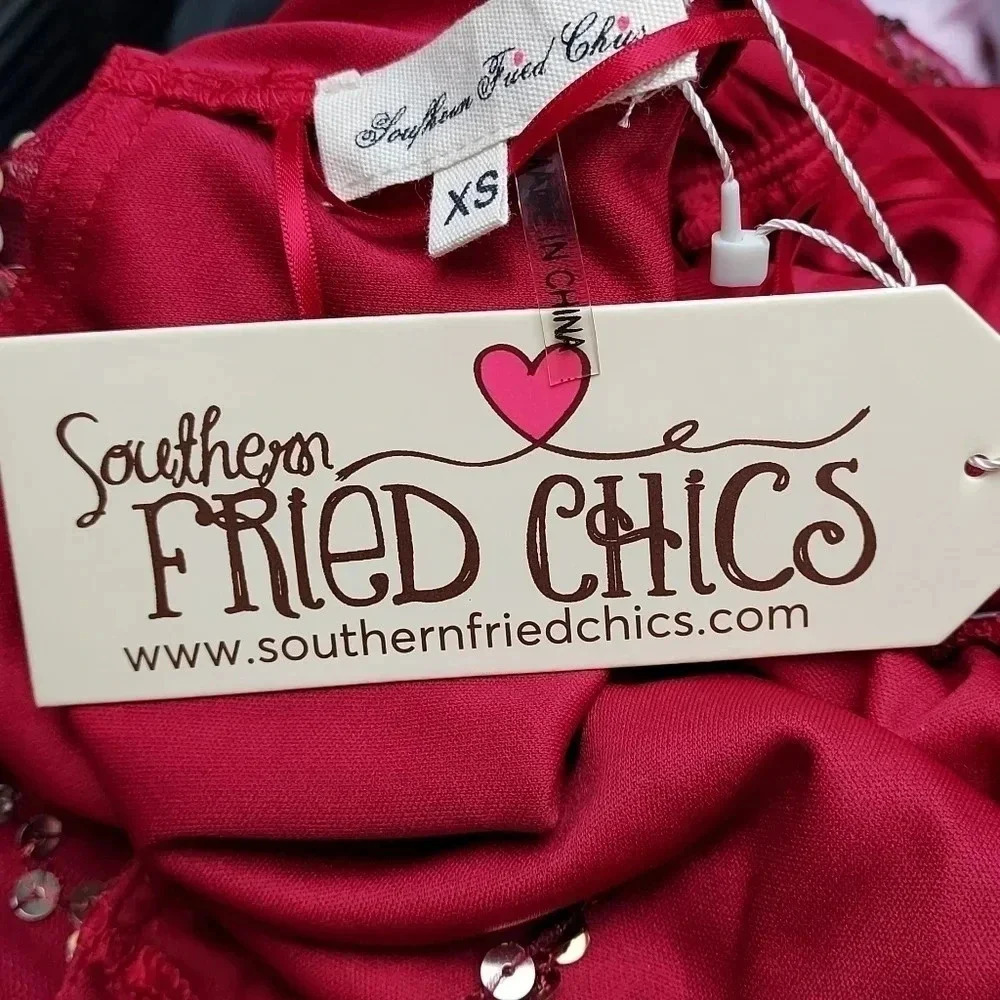 Southern Fried Chics
XS
MADE IN CHINA
Southern
FRiED CHiCS
www.southernfriedchics.com